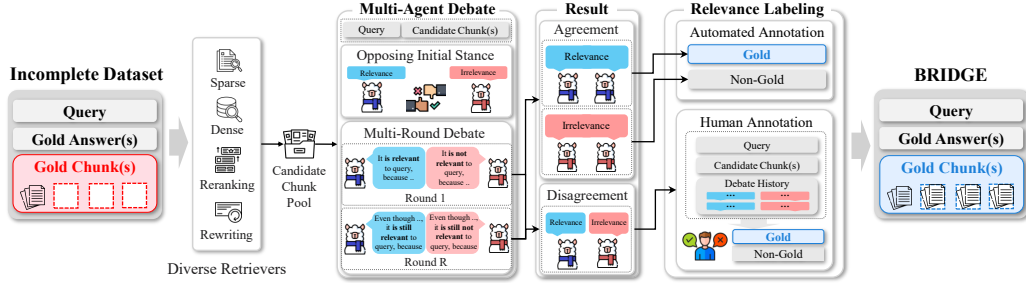 Incomplete Dataset
Query
Gold Answer(s)
Gold Chunk(s)
Sparse
Dense
Reranking
Rewriting
Diverse Retrievers
Candidate
Chunk
Pool
Multi-Agent Debate
Query
Candidate Chunk(s)
Opposing Initial Stance
Relevance
Irrelevance
Multi-Round Debate
It is relevant
to query,
because ..
It is not
relevant to
query,
because ..
Round 1
Even though ..,
it is still
relevant to
query, because
Even though ..,
it is still not
relevant to
query, because
Round R
Result
Agreement
Relevance
Irrelevance
Disagreement
Relevance
Irrelevance
Relevance Labeling
Automated Annotation
Gold
Non-Gold
Human Annotation
Query
Candidate Chunk(s)
Debate History
...
...
...
...
Gold
Non-Gold
BRIDGE
Query
Gold Answer(s)
Gold Chunk(s)